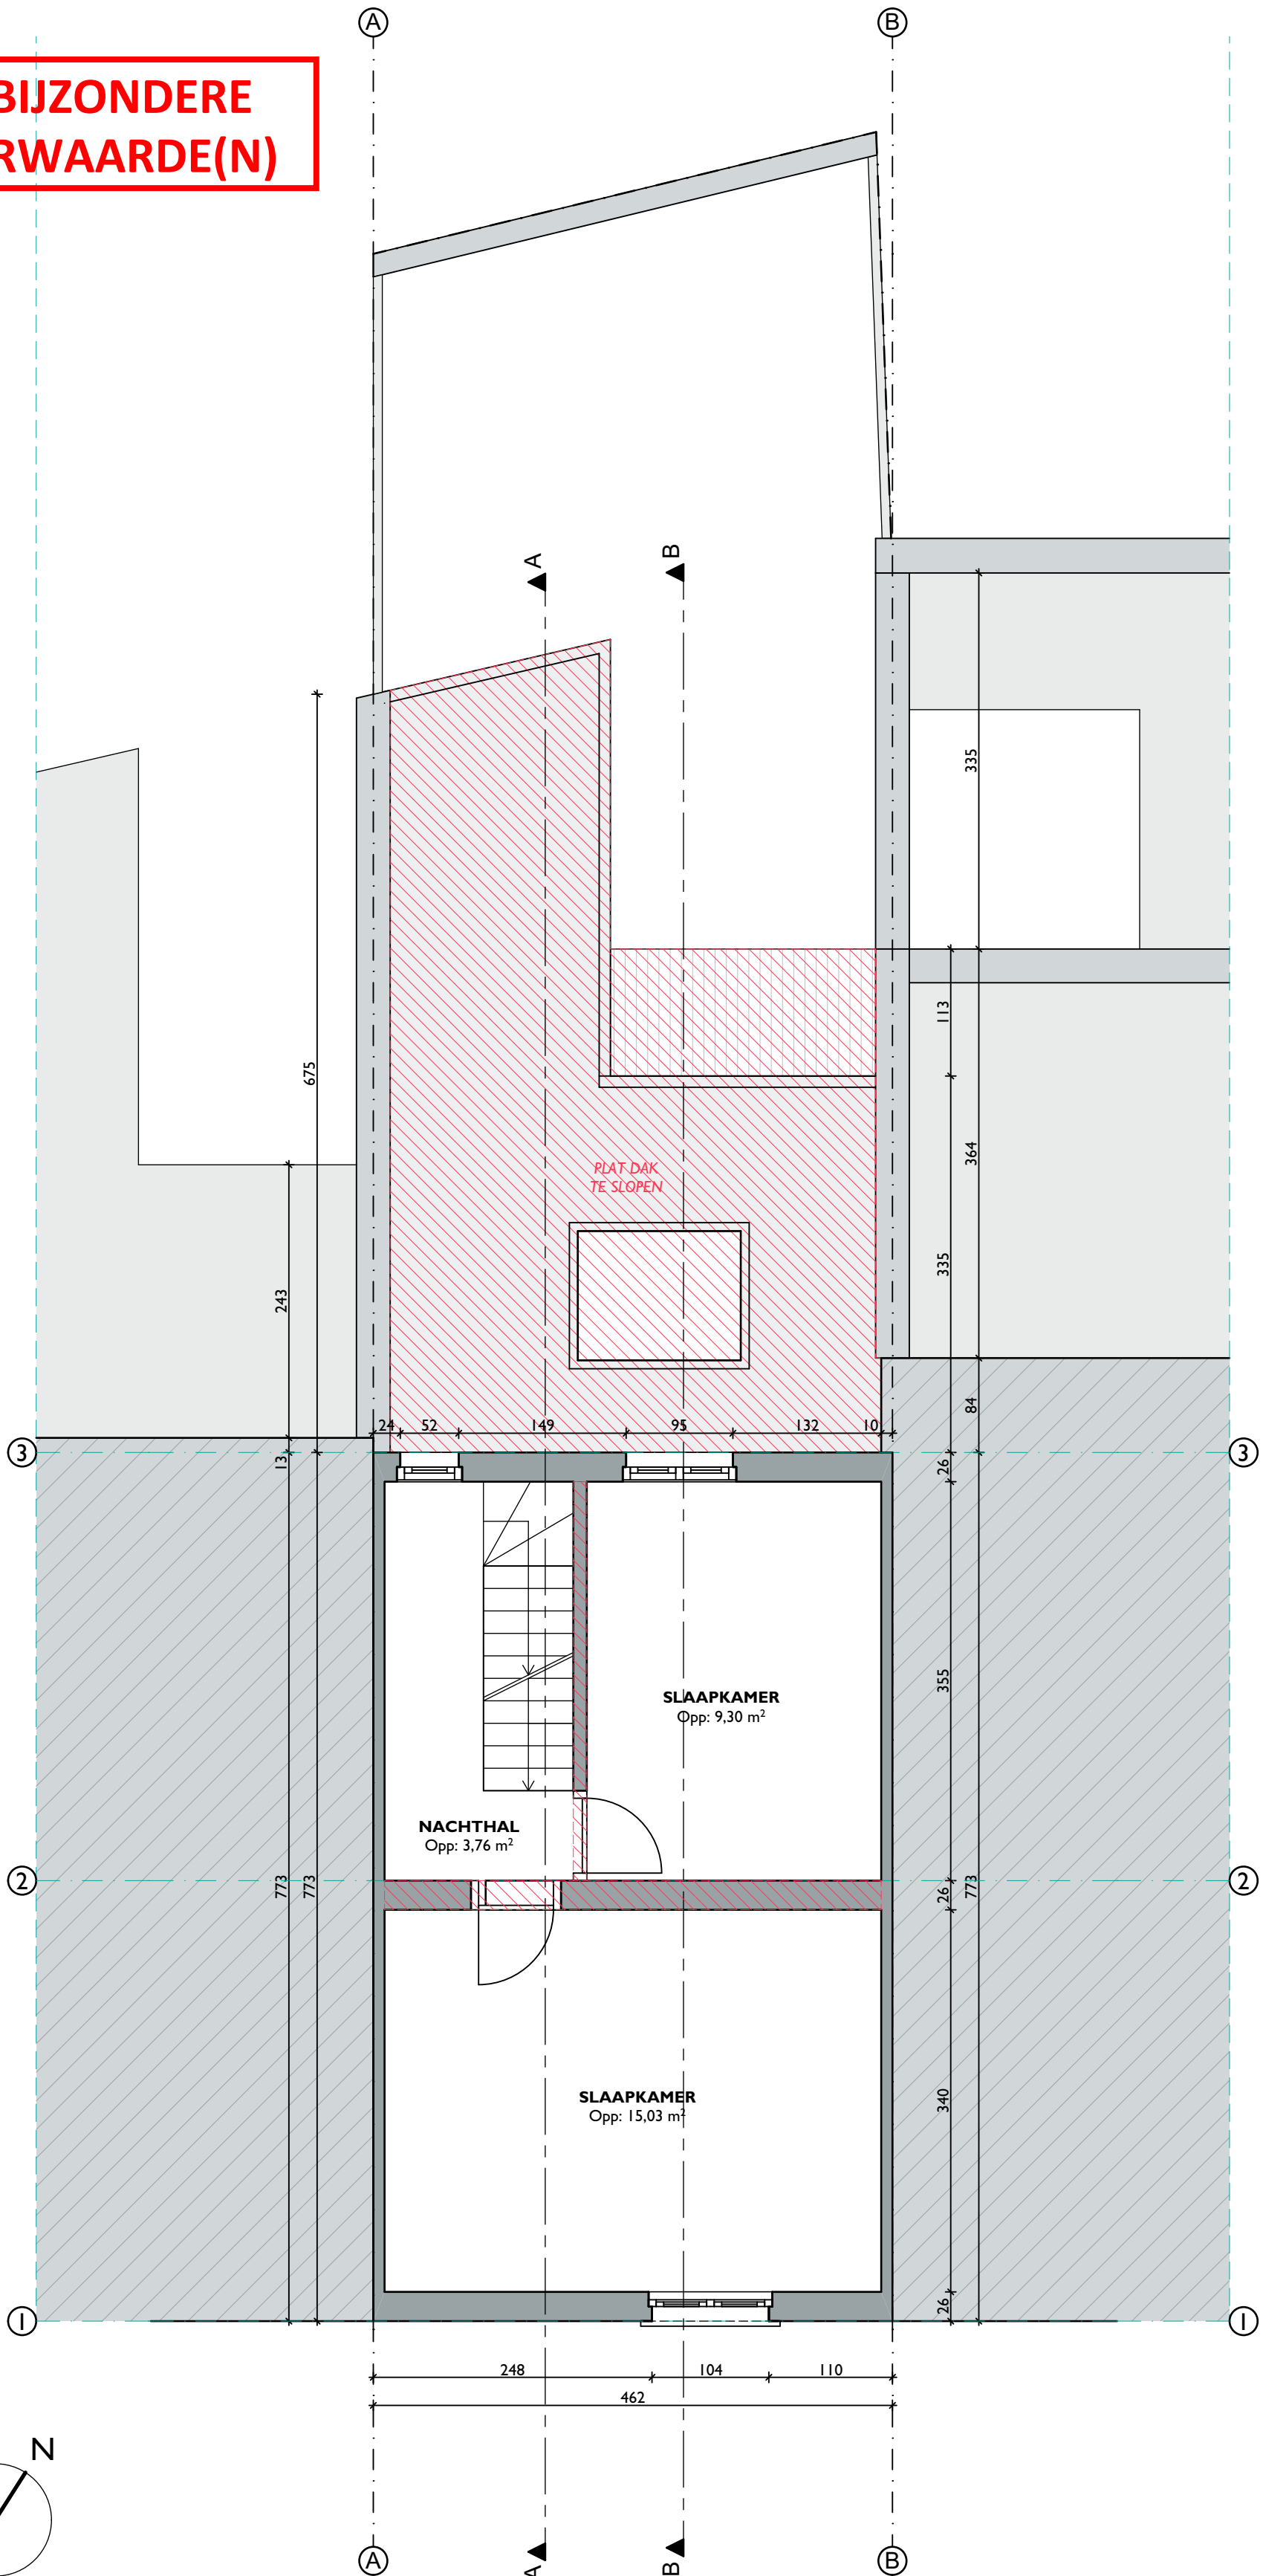 A
B
BIJZONDERE
RWAARDE(N)
A
B
335
113
675
364
PLAT DAK
TE SLOPEN
335
243
84
24 52 149 95 132 10
3
13
26
3
355
SLAAPKAMER
Opp: 9,30 m²
NACHTHAL
Opp: 3,76 m²
2
773
773
26
773
2
SLAAPKAMER
Opp: 15,03 m²
340
26
1
1
248 104 110
462
N
A
A
B
B